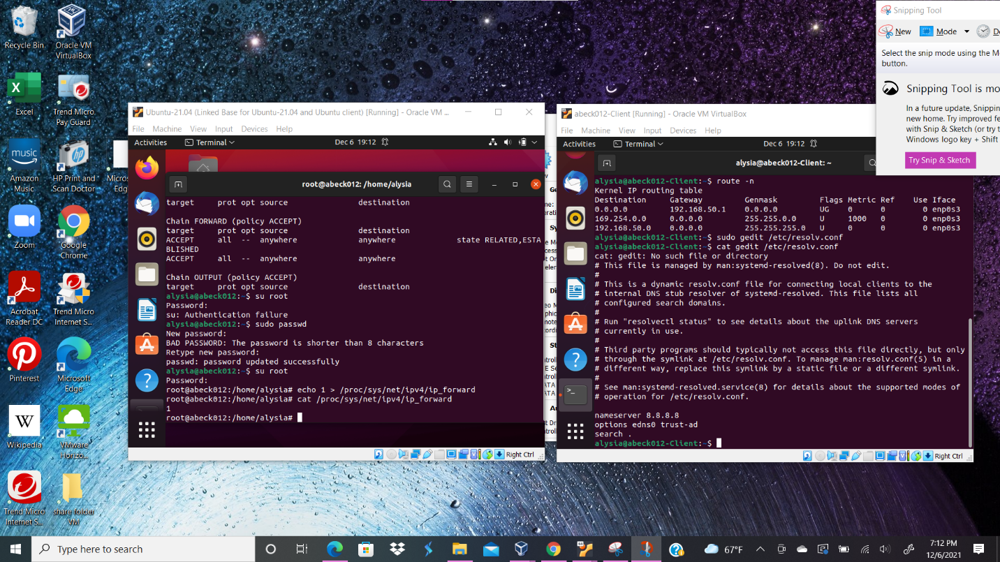 Recycle Bin
Oracle VM
VirtualBox
Excel
Trend Micro
Pay Guard
music
Amazon
Music
HP Print and
Scan Doctor
Micros
Edg
Zoom
Google
Chrome
Acrobat
Reader DC
Trend Micro
Internet S...
Pinterest
Microsoft
Edge
W
Wikipedia
VMware
Horizo...
Trend Micro
Internet S...
share folder
VM
Ubuntu-21.04 (Linked Base for Ubuntu-21.04 and Ubuntu client) [Running] - Oracle VM ...
File Machine View Input Devices Help
Activities Terminal Dec 6 19:12
root@abeck012: /home/alysia
target prot opt source destination
Chain FORWARD (policy ACCEPT)
target prot opt source destination
ACCEPT all -- anywhere anywhere state RELATED,ESTA
BLISHED
ACCEPT all -- anywhere anywhere
Chain OUTPUT (policy ACCEPT)
target prot opt source destination
alysia@abeck012:~$ su root
Password:
su: Authentication failure
alysia@abeck012:~$ sudo passwd
New password:
BAD PASSWORD: The password is shorter than 8 characters
Retype new password:
passwd: password updated successfully
alysia@abeck012:~$ su root
Password:
root@abeck012:/home/alysia# echo 1 > /proc/sys/net/ipv4/ip_forward
root@abeck012:/home/alysia# cat /proc/sys/net/ipv4/ip_forward
1
root@abeck012:/home/alysia#
Right Ctrl
abeck012-Client [Running] - Oracle VM VirtualBox
File Machine View Input Devices Help
Activities Terminal Dec 6 19:12
alysia@abeck012-Client: ~
alysia@abeck012-Client:~$ route -n
Kernel IP routing table
Destination Gateway Genmask Flags Metric Ref Use Iface
0.0.0.0 192.168.50.1 0.0.0.0 UG 0 0 0 enp0s3
169.254.0.0 0.0.0.0 255.255.0.0 U 1000 0 0 enp0s3
192.168.50.0 0.0.0.0 255.255.255.0 U 0 0 0 enp0s3
alysia@abeck012-Client:~$ sudo gedit /etc/resolv.conf
alysia@abeck012-Client:~$ cat gedit /etc/resolv.conf
cat: gedit: No such file or directory
# This file is managed by man:systemd-resolved(8). Do not edit.
#
# This is a dynamic resolv.conf file for connecting local clients to the
# internal DNS stub resolver of systemd-resolved. This file lists all
# configured search domains.
#
# Run "resolvectl status" to see details about the uplink DNS servers
# currently in use.
#
# Third party programs should typically not access this file directly, but only
# through the symlink at /etc/resolv.conf. To manage man:resolv.conf(5) in a
# different way, replace this symlink by a static file or a different symlink.
#
# See man:systemd-resolved.service(8) for details about the supported modes of
# operation for /etc/resolv.conf.
nameserver 8.8.8.8
options edns0 trust-ad
search .
alysia@abeck012-Client:~$
Right Ctrl
Snipping Tool
New Mode De
Select the snip mode using the M
button.
Snipping Tool is mo
In a future update, Snippin
new home. Try improved fe
with Snip & Sketch (or try t
Windows logo key + Shift
Try Snip & Sketch
Type here to search
67°F
7:12 PM
12/6/2021